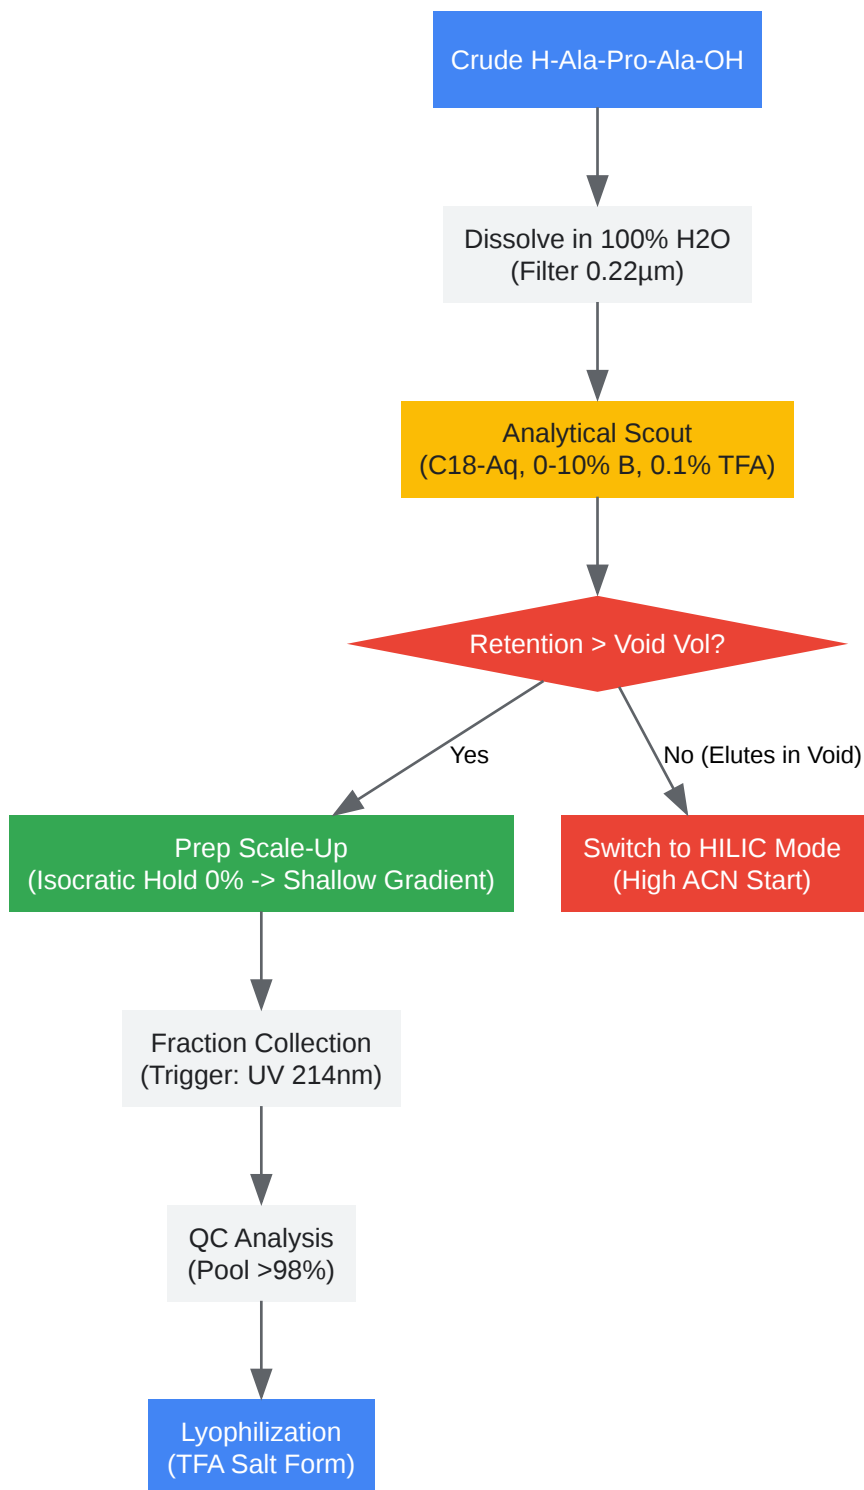 Crude H-Ala-Pro-Ala-OH
Dissolve in 100% H2O
(Filter 0.22µm)
Analytical Scout
(C18-Aq, 0-10% B, 0.1% TFA)
Retention > Void Vol?
Yes
No (Elutes in Void)
Prep Scale-Up
(Isocratic Hold 0% -> Shallow Gradient)
Switch to HILIC Mode
(High ACN Start)
Fraction Collection
(Trigger: UV 214nm)
QC Analysis
(Pool >98%)
Lyophilization
(TFA Salt Form)